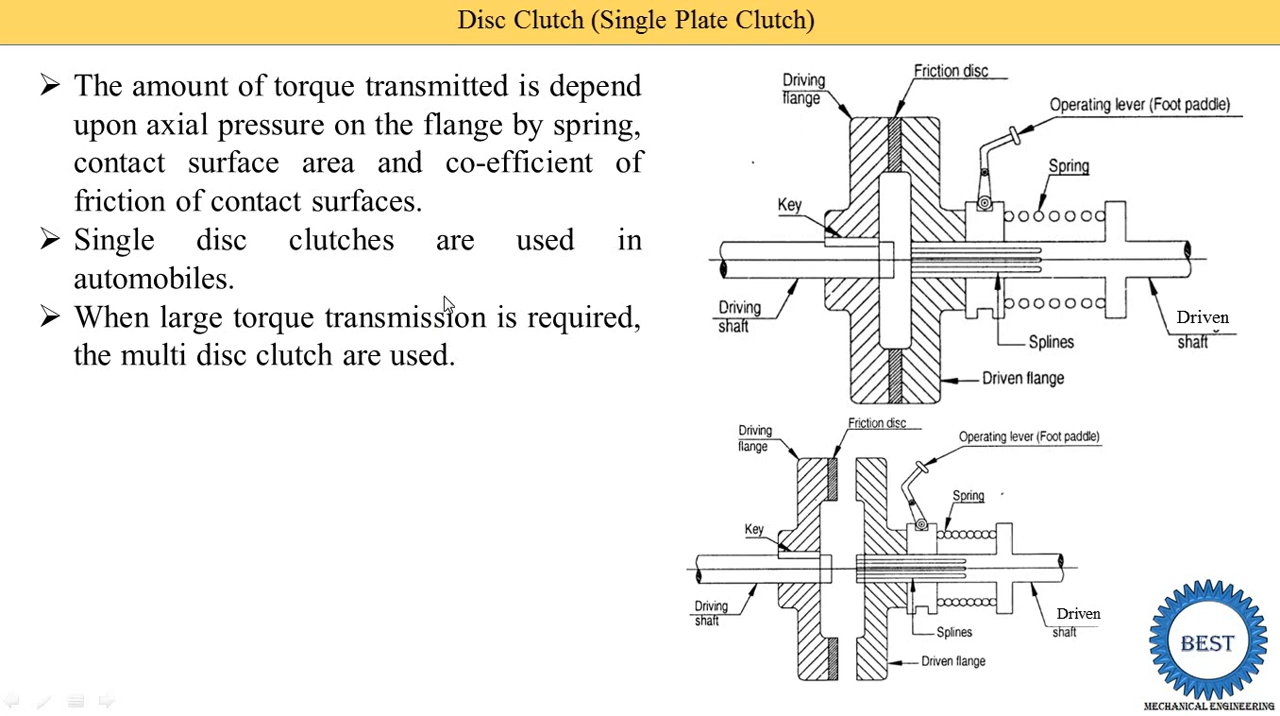 Disc Clutch (Single Plate Clutch)
➢ The amount of torque transmitted is depend
upon axial pressure on the flange by spring,
contact surface area and co-efficient of
friction of contact surfaces.
➢ Single disc clutches are used in
automobiles.
➢ When large torque transmission is required,
the multi disc clutch are used.
Driving
flange
Friction disc
Operating lever (Foot paddle)
Spring
Key
Driving
shaft
Splines
Driven
shaft
Driven flange
Driving
flange
Friction disc
Operating lever (Foot paddle)
Spring
Key
Driving
shaft
Splines
Driven
shaft
Driven flange
BEST
MECHANICAL ENGINEERING